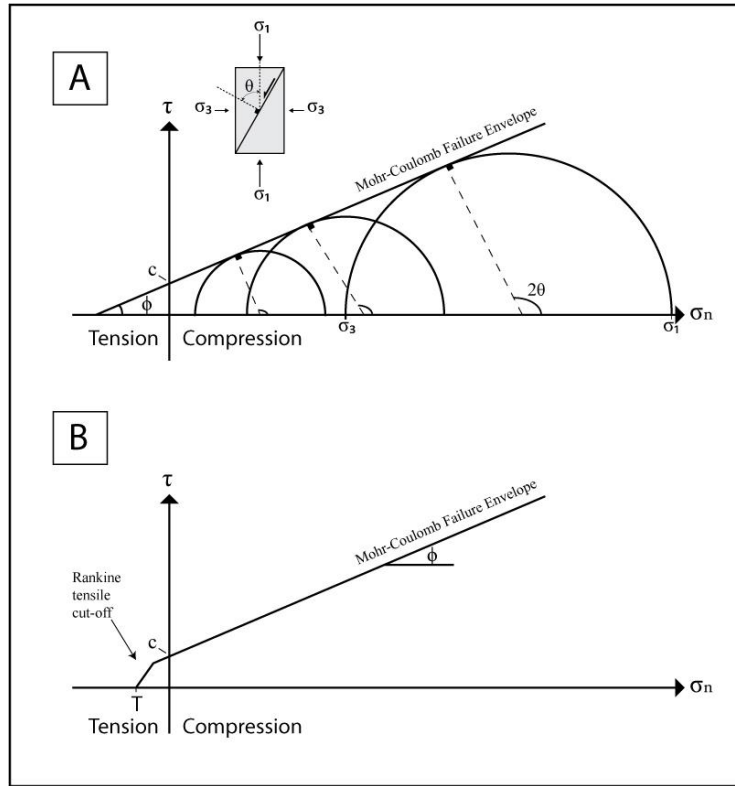 A
σ₁
θ
σ₃
σ₃
σ₁
τ
Mohr-Coulomb Failure Envelope
c
ϕ
2θ
σ₃
σ₁
σn
Tension
Compression
B
τ
Mohr-Coulomb Failure Envelope
ϕ
Rankine
tensile
cut-off
c
T
σn
Tension
Compression